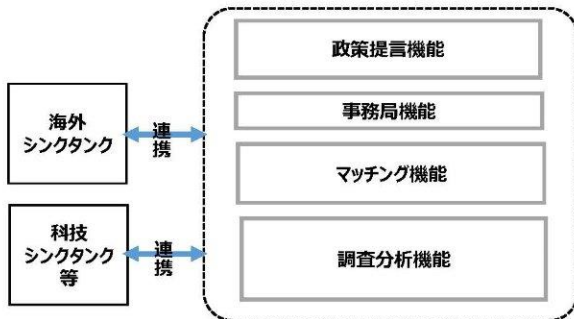 政策提言機能
事務局機能
マッチング機能
調査分析機能
海外
シンクタンク
連
携
科技
シンクタンク
等
連
携